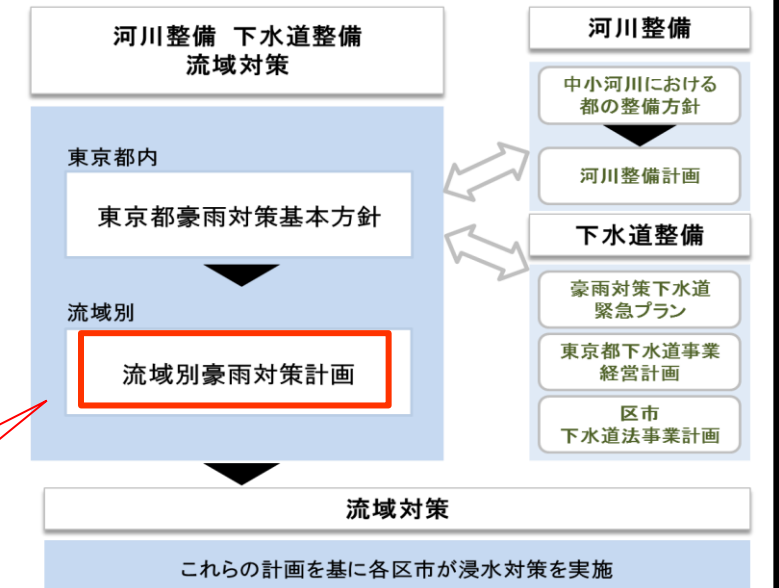 河川整備 下水道整備
流域対策
東京都内
東京都豪雨対策基本方針
流域別
流域別豪雨対策計画
河川整備
中小河川における
都の整備方針
河川整備計画
下水道整備
豪雨対策下水道
緊急プラン
東京都下水道事業
経営計画
区市
下水道法事業計画
流域対策
これらの計画を基に各区市が浸水対策を実施